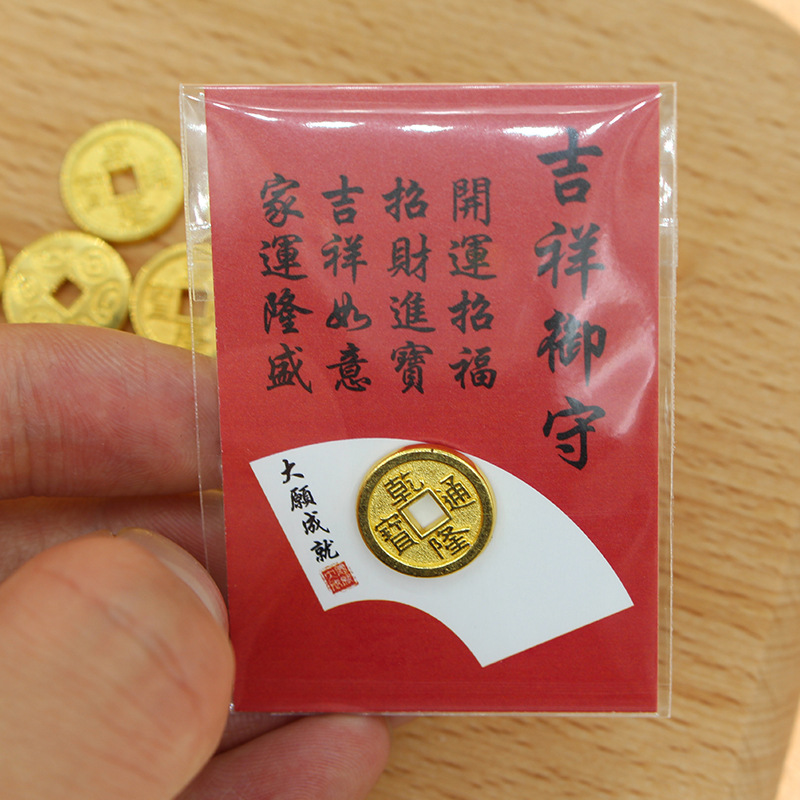 吉祥御守
開運招福
招財進寶
吉祥如意
家運隆盛
大願成就
乾隆通寶